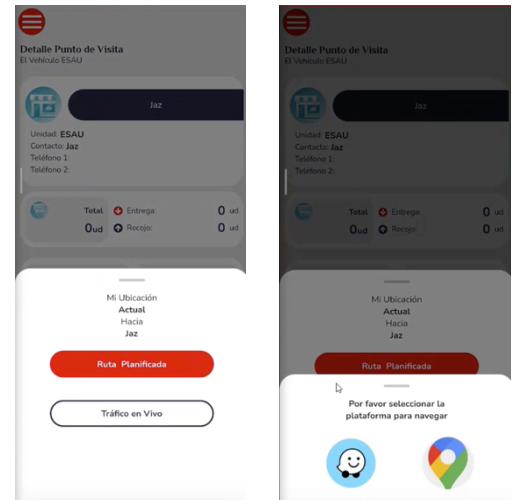 Detalle Punto de Visita
El Vehículo ESAU
Jaz
Unidad: ESAU
Contacto: Jaz
Teléfono 1:
Teléfono 2:
Total
0ud
Entrega:
0 ud
Recojo:
0 ud
Mi Ubicación
Actual
Hacia
Jaz
Ruta Planificada
Tráfico en Vivo
Detalle Punto de Visita
El Vehículo ESAU
Jaz
Unidad: ESAU
Contacto: Jaz
Teléfono 1:
Teléfono 2:
Total
0ud
Entrega:
0 ud
Recojo:
0 ud
Mi Ubicación
Actual
Hacia
Jaz
Ruta Planificada
Por favor seleccionar la
plataforma para navegar